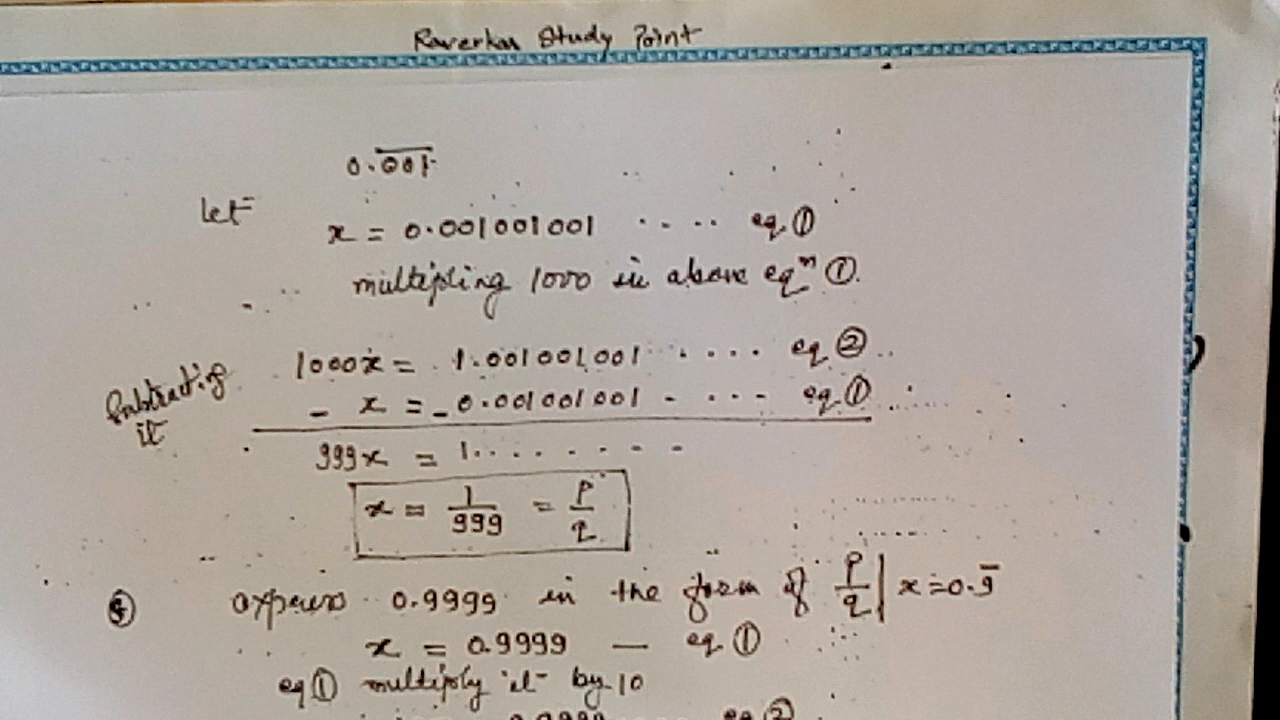 Raverkar Study Point
0.001
Let
x = 0.001001001 .... eq ①
multipling 1000 in above eqⁿ ①.
1000x = 1.001001001 .... eq ②
Subtracting it
- x = - 0.001001001 - ... eq ①
999x = 1.......
x = 1/999 = p/q
express 0.9999 in the form of p/q | x = 0.9̄
x = 0.9999 — eq ①
eq ① multiply it by 10